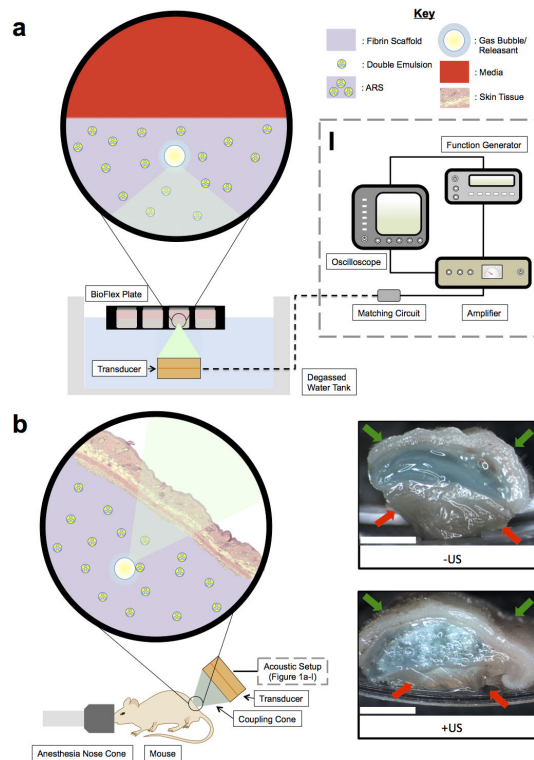 a
Key
: Fibrin Scaffold
: Gas Bubble/
Releasant
: Double Emulsion
: Media
: ARS
: Skin Tissue
I
Function Generator
Oscilloscope
Matching Circuit
Amplifier
BioFlex Plate
Transducer
Degassed
Water Tank
b
-US
Acoustic Setup
(Figure 1a-I)
Transducer
Coupling Cone
Anesthesia Nose Cone
Mouse
+US